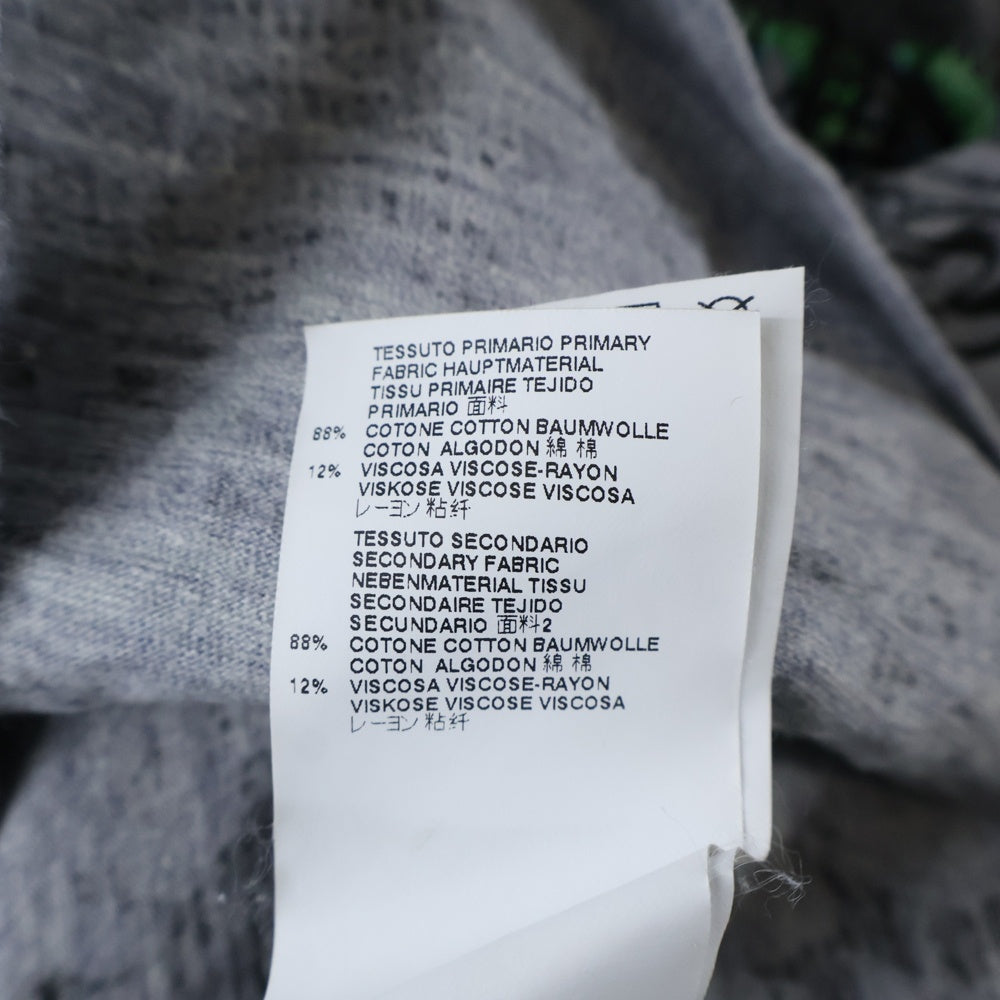 TESSUTO PRIMARIO PRIMARY
FABRIC HAUPTMATERIAL
TISSU PRIMAIRE TEJIDO
PRIMARIO 面料
88% COTONE COTTON BAUMWOLLE
COTON ALGODON 綿 棉
12% VISCOSA VISCOSE-RAYON
VISKOSE VISCOSE VISCOSA
レーヨン 粘纤
TESSUTO SECONDARIO
SECONDARY FABRIC
NEBENMATERIAL TISSU
SECONDAIRE TEJIDO
SECUNDARIO 面料2
88% COTONE COTTON BAUMWOLLE
COTON ALGODON 綿 棉
12% VISCOSA VISCOSE-RAYON
VISKOSE VISCOSE VISCOSA
レーヨン 粘纤